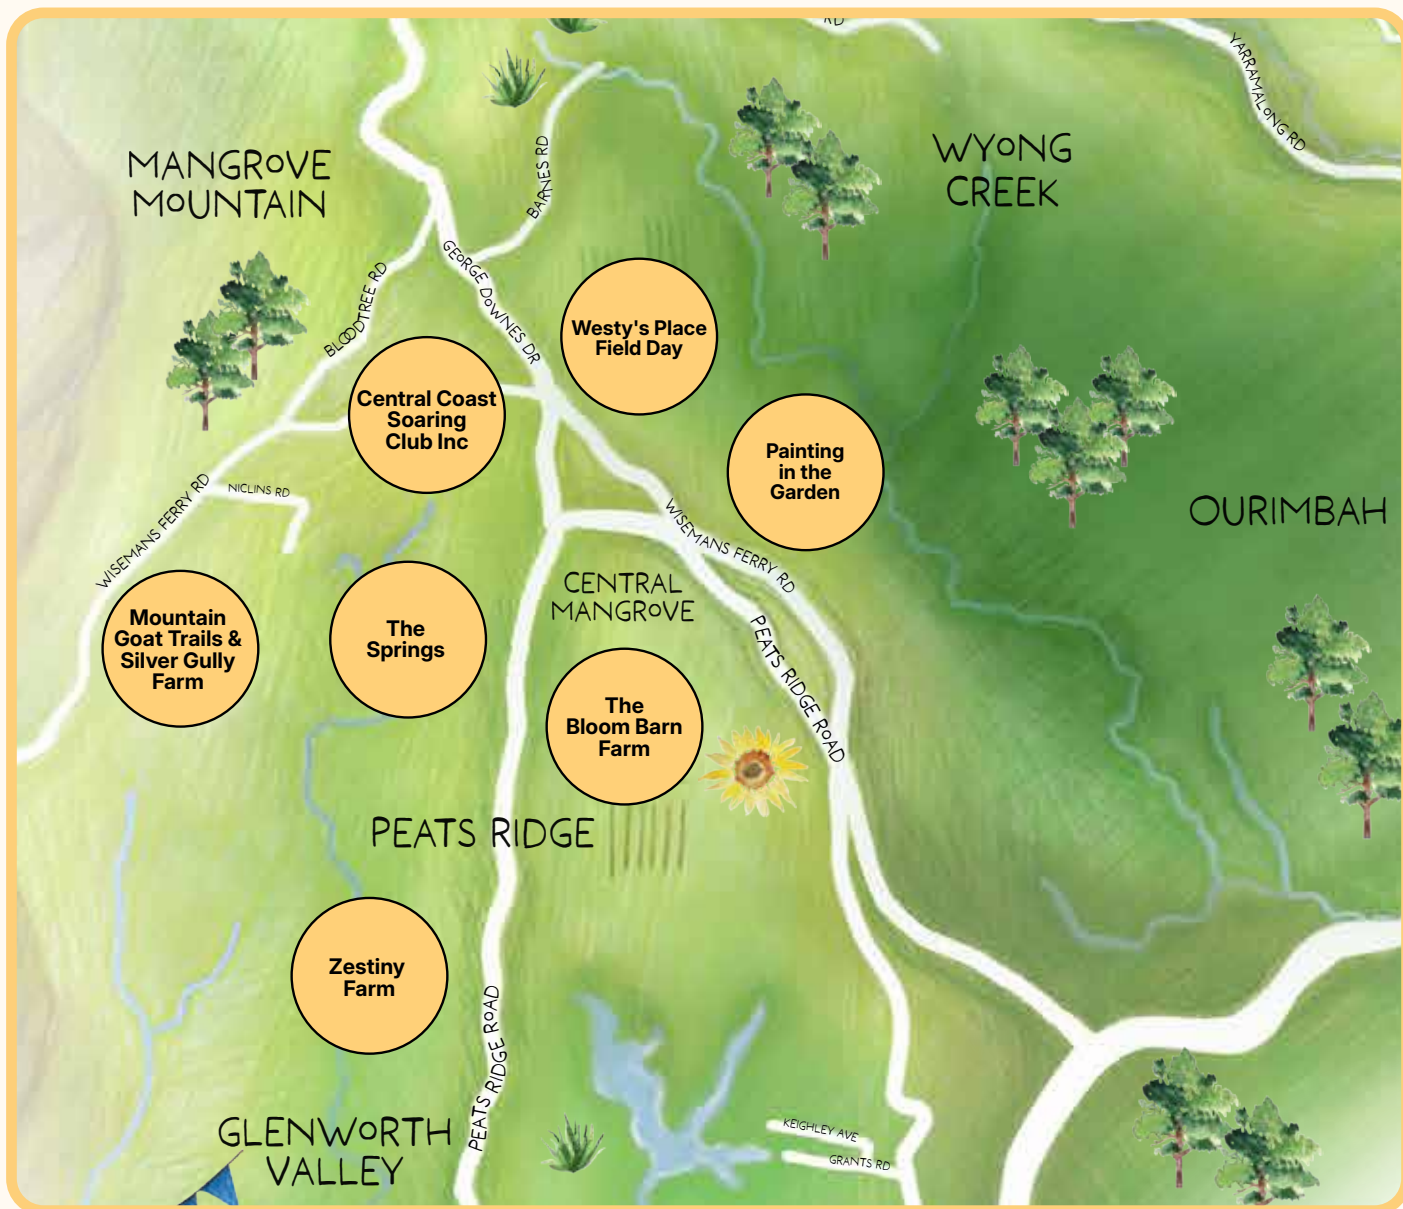 RD
YARRAMALONG RD
MANGROVE
MOUNTAIN
WYONG
CREEK
BARNES RD
GEORGE DOWNES DR
BLOODTREE RD
Westy's Place
Field Day
Central Coast
Soaring
Club Inc
Painting
in the
Garden
NICLINS RD
WISEMANS FERRY RD
WISEMANS FERRY RD
OURIMBAH
CENTRAL
MANGROVE
Mountain
Goat Trails &
Silver Gully
Farm
The
Springs
PEATS RIDGE ROAD
The
Bloom Barn
Farm
PEATS RIDGE
Zestiny
Farm
PEATS RIDGE ROAD
GLENWORTH
VALLEY
KEIGHLEY AVE
GRANTS RD